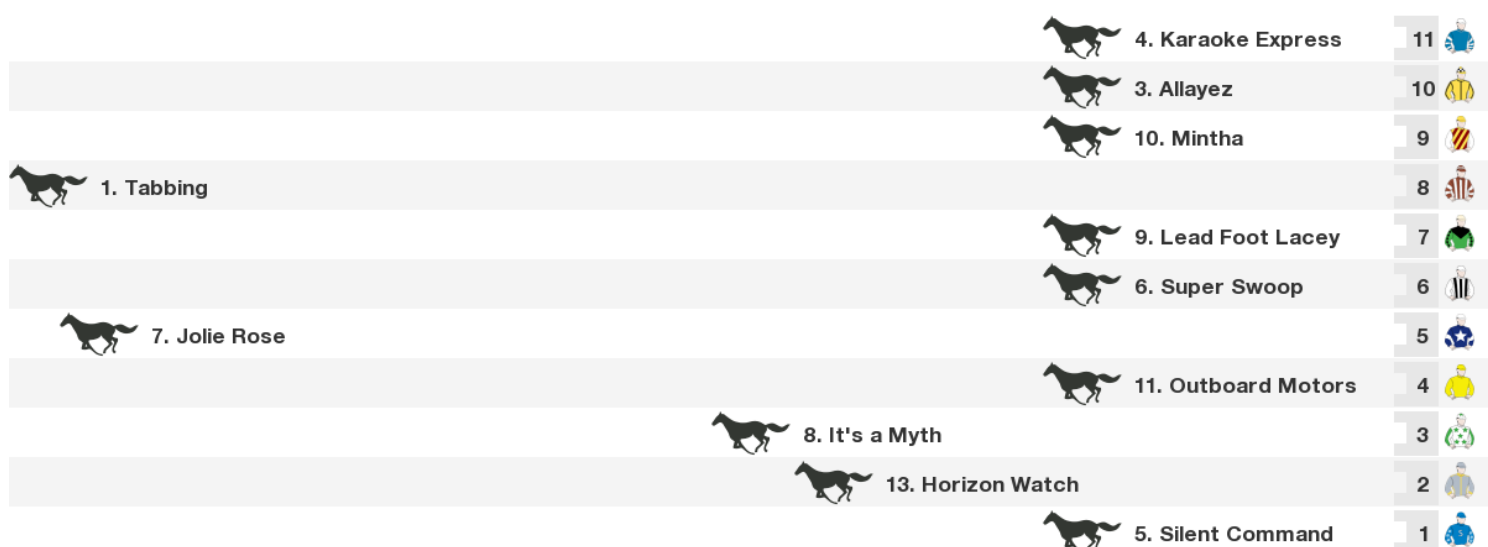 4. Karaoke Express 11
3. Allayez 10
10. Mintha 9
1. Tabbing 8
9. Lead Foot Lacey 7
6. Super Swoop 6
7. Jolie Rose 5
11. Outboard Motors 4
8. It's a Myth 3
13. Horizon Watch 2
5. Silent Command 1